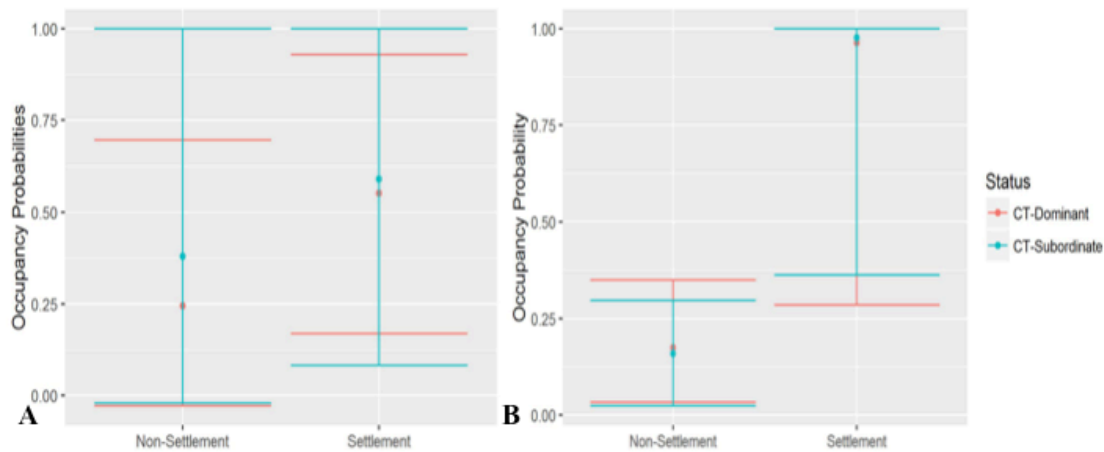 Occupancy Probabilities
1.00
0.75
0.50
0.25
0.00
A
Non-Settlement
Settlement
Occupancy Probability
1.00
0.75
0.50
0.25
0.00
B
Non-Settlement
Settlement
Status
CT-Dominant
CT-Subordinate